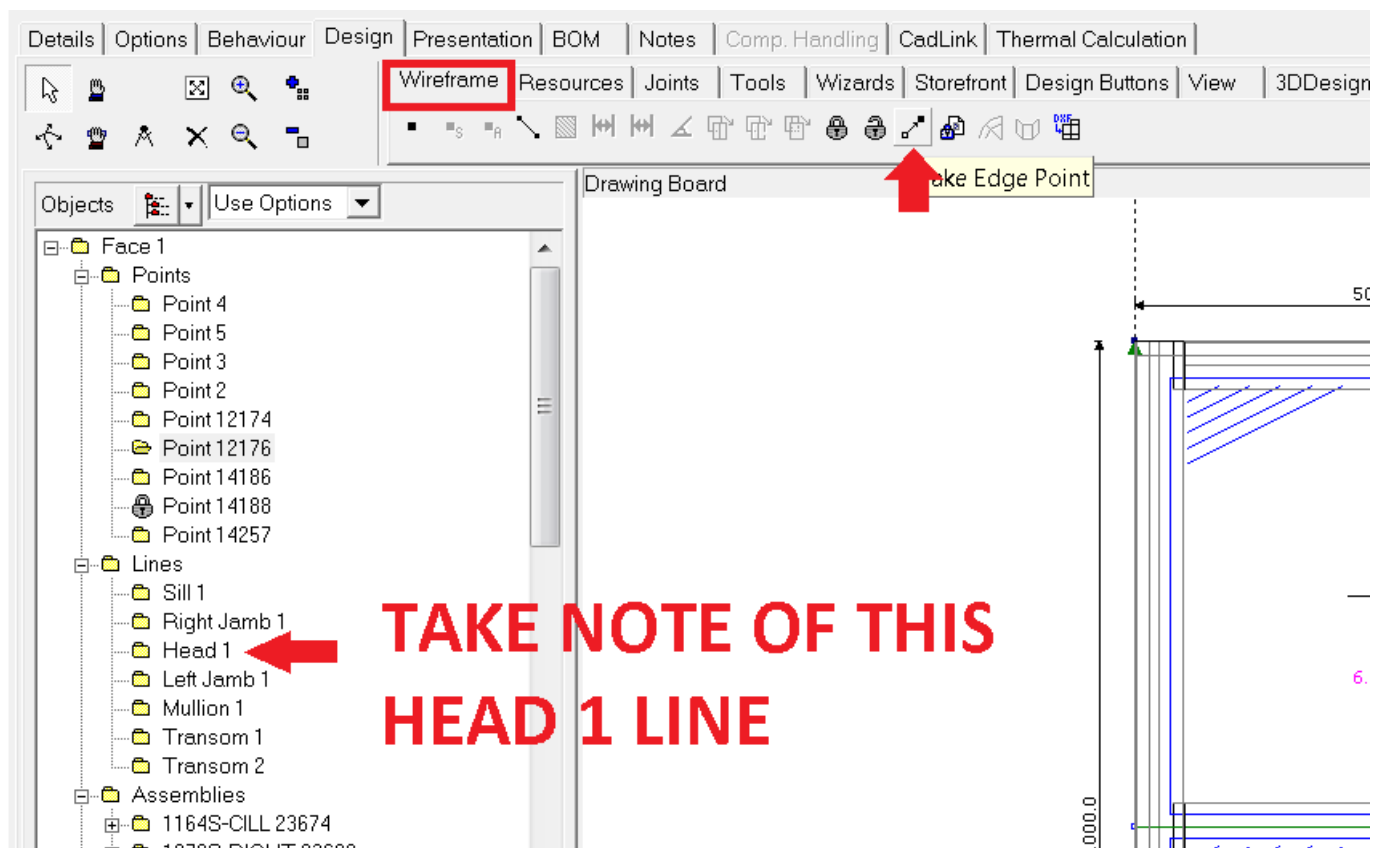 Details Options Behaviour Design Presentation BOM Notes Comp. Handling CadLink Thermal Calculation
Wireframe Resources Joints Tools Wizards Storefront Design Buttons View 3DDesign
S A DXF
ake Edge Point
Objects Use Options
Drawing Board
Face 1
Points
Point 4
Point 5
Point 3
Point 2
Point 12174
Point 12176
Point 14186
Point 14188
Point 14257
Lines
Sill 1
Right Jamb 1
Head 1
Left Jamb 1
Mullion 1
Transom 1
Transom 2
Assemblies
1164S-CILL 23674
TAKE NOTE OF THIS
HEAD 1 LINE
50
6.
000.0